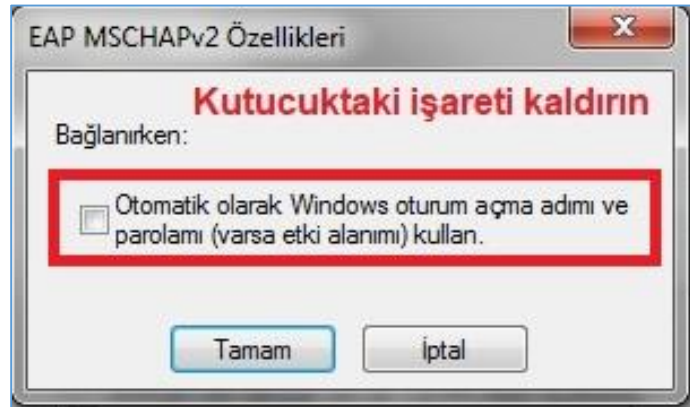 EAP MSCHAPv2 Özellikleri
Kutucuktaki işareti kaldırın
Bağlanırken:
Otomatik olarak Windows oturum açma adımı ve
parolamı (varsa etki alanımı) kullan.
Tamam İptal